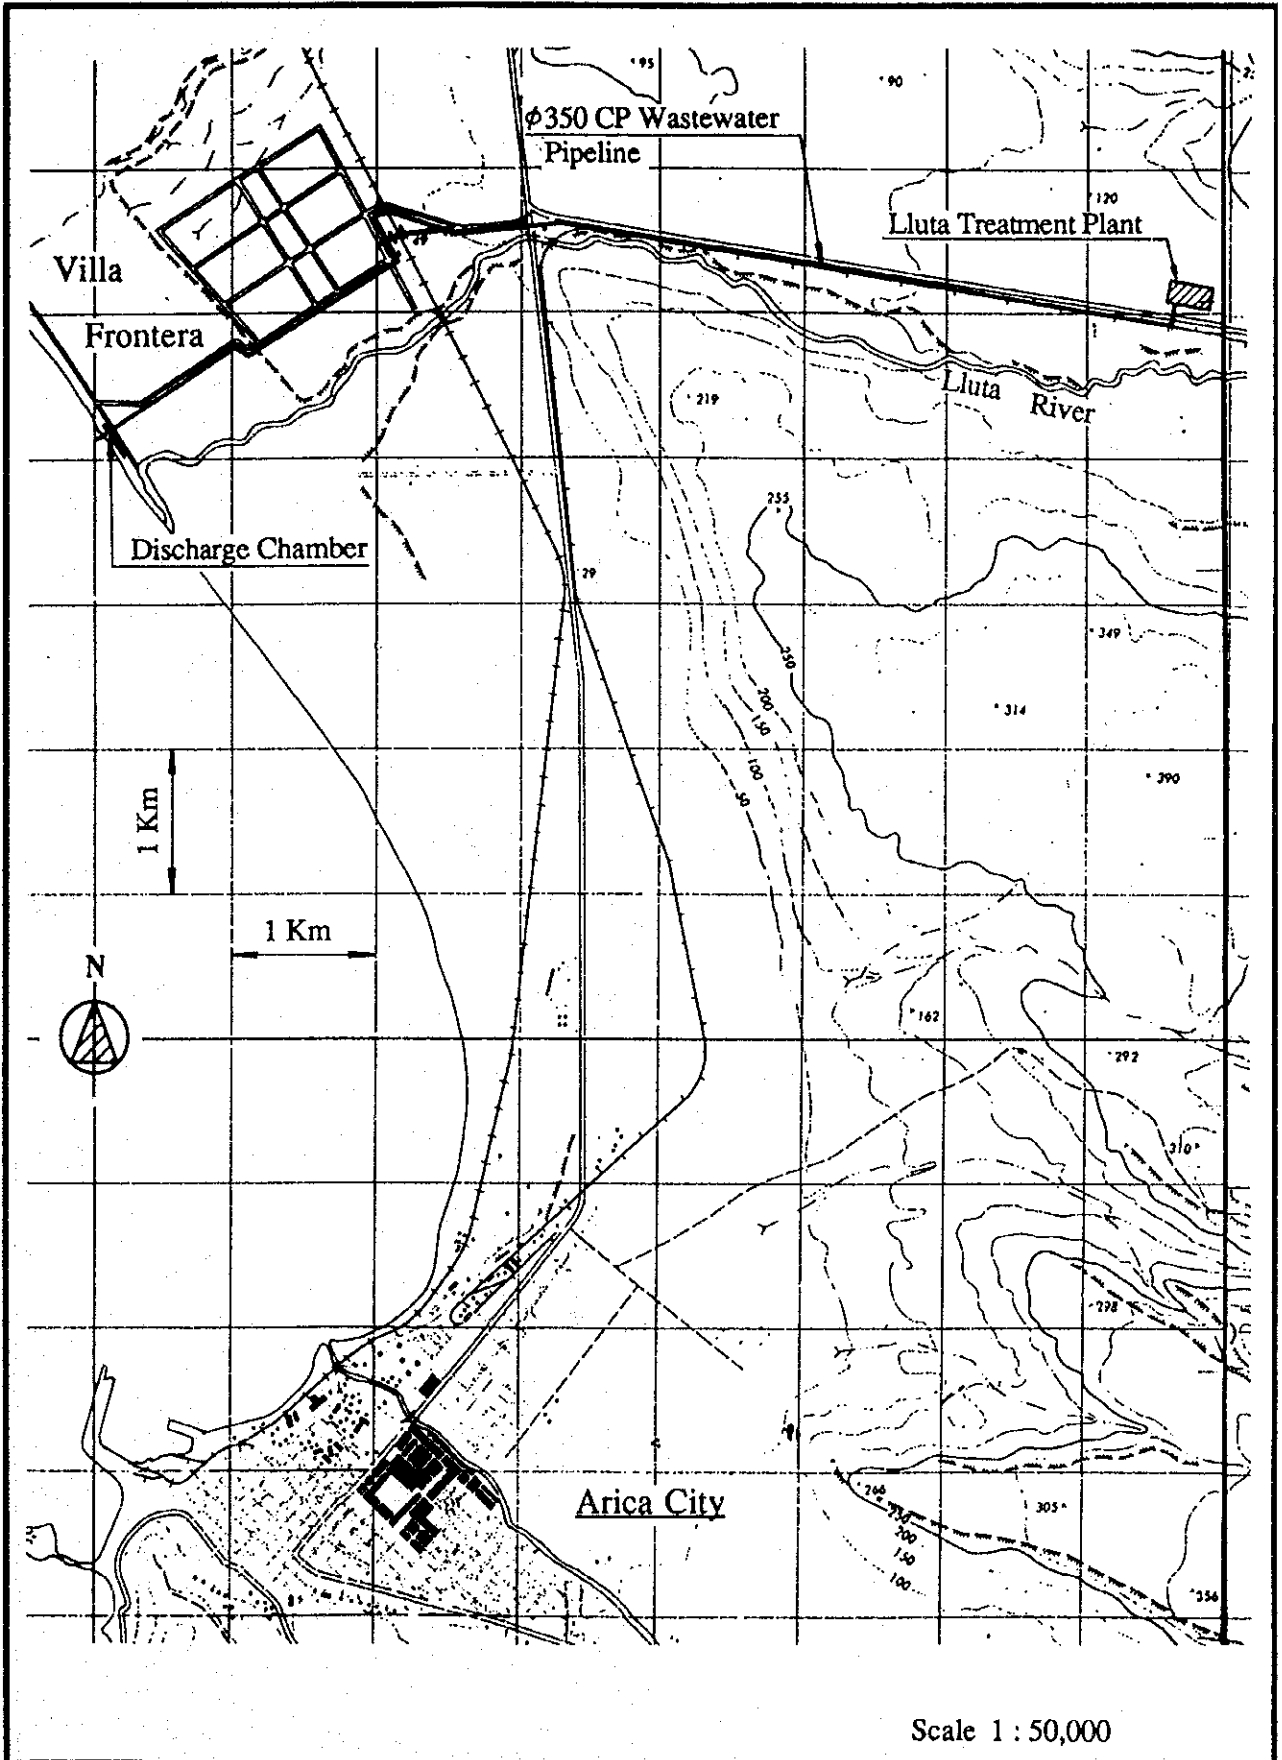 95
90
ϕ350 CP Wastewater
Pipeline
120
Lluta Treatment Plant
Villa
Frontera
Lluta River
219
255
Discharge Chamber
29
349
250
200
150
100
50
314
390
1 Km
1 Km
N
162
292
310
298
Arica City
266
250
200
150
100
305
356
Scale 1 : 50,000